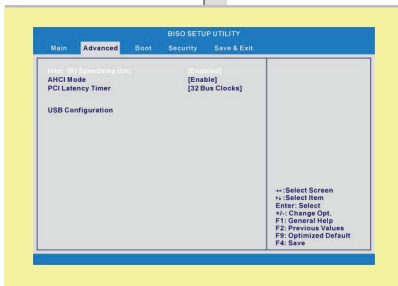 BISO SETUP UTILITY
Main Advanced Boot Security Save & Exit
Intel (R) Speedstep (tm) [Enabled]
AHCI Mode [Enable]
PCI Latency Timer [32 Bus Clocks]
USB Configuration
↔ :Select Screen
↑↓ :Select Item
Enter: Select
+/-: Change Opt.
F1: General Help
F2: Previous Values
F9: Optimized Default
F4: Save